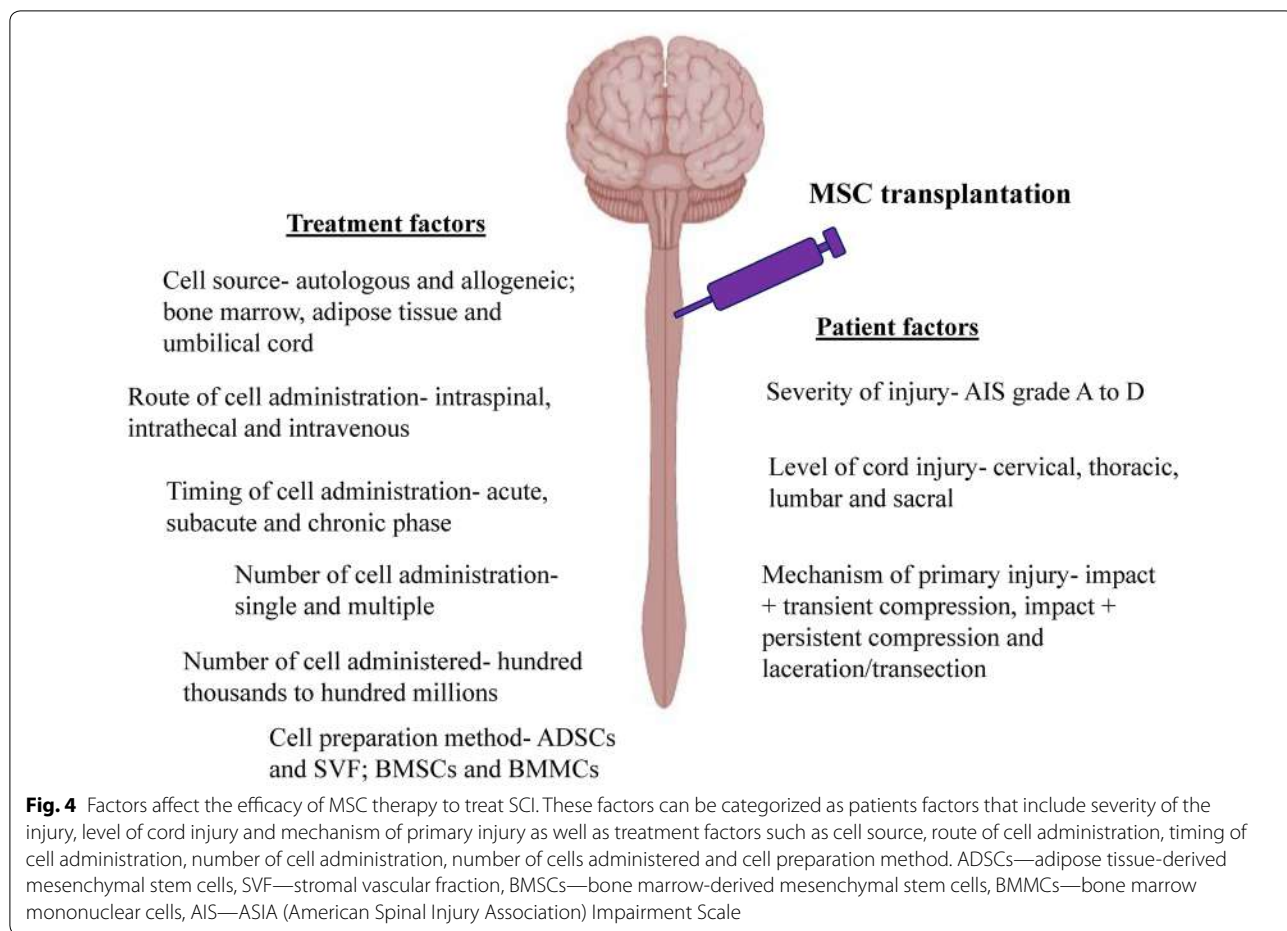 MSC transplantation
Treatment factors
Cell source- autologous and allogeneic;
bone marrow, adipose tissue and
umbilical cord
Route of cell administration- intraspinal,
intrathecal and intravenous
Timing of cell administration- acute,
subacute and chronic phase
Number of cell administration-
single and multiple
Number of cell administered- hundred
thousands to hundred millions
Cell preparation method- ADSCs
and SVF; BMSCs and BMMCs
Patient factors
Severity of injury- AIS grade A to D
Level of cord injury- cervical, thoracic,
lumbar and sacral
Mechanism of primary injury- impact
+ transient compression, impact +
persistent compression and
laceration/transection
Fig. 4 Factors affect the efficacy of MSC therapy to treat SCI. These factors can be categorized as patients factors that include severity of the
injury, level of cord injury and mechanism of primary injury as well as treatment factors such as cell source, route of cell administration, timing of
cell administration, number of cell administration, number of cells administered and cell preparation method. ADSCs—adipose tissue-derived
mesenchymal stem cells, SVF—stromal vascular fraction, BMSCs—bone marrow-derived mesenchymal stem cells, BMMCs—bone marrow
mononuclear cells, AIS—ASIA (American Spinal Injury Association) Impairment Scale